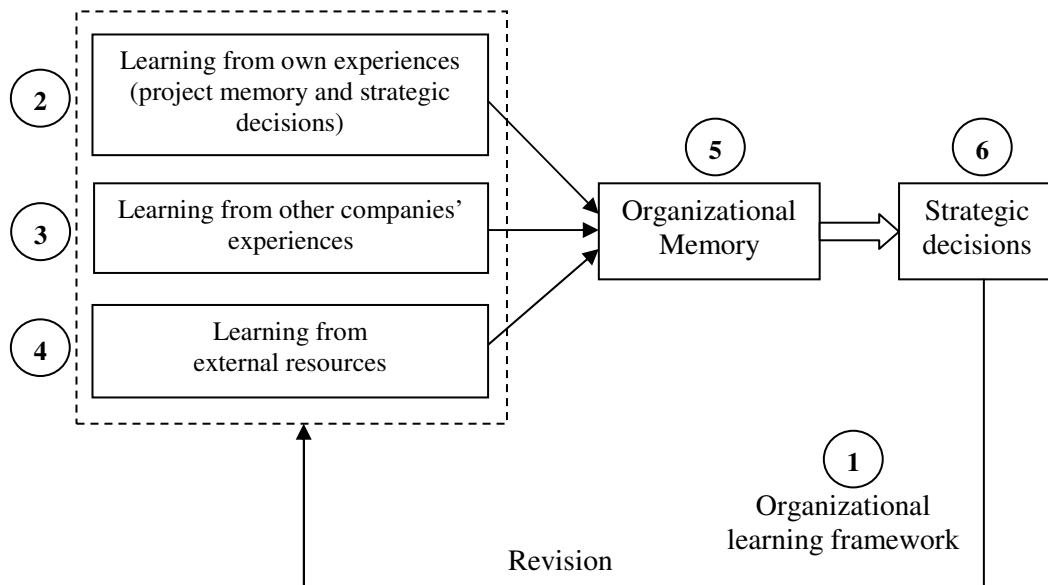 2
Learning from own experiences
(project memory and strategic
decisions)
3
Learning from other companies’
experiences
4
Learning from
external resources
5
Organizational
Memory
6
Strategic
decisions
1
Organizational
learning framework
Revision